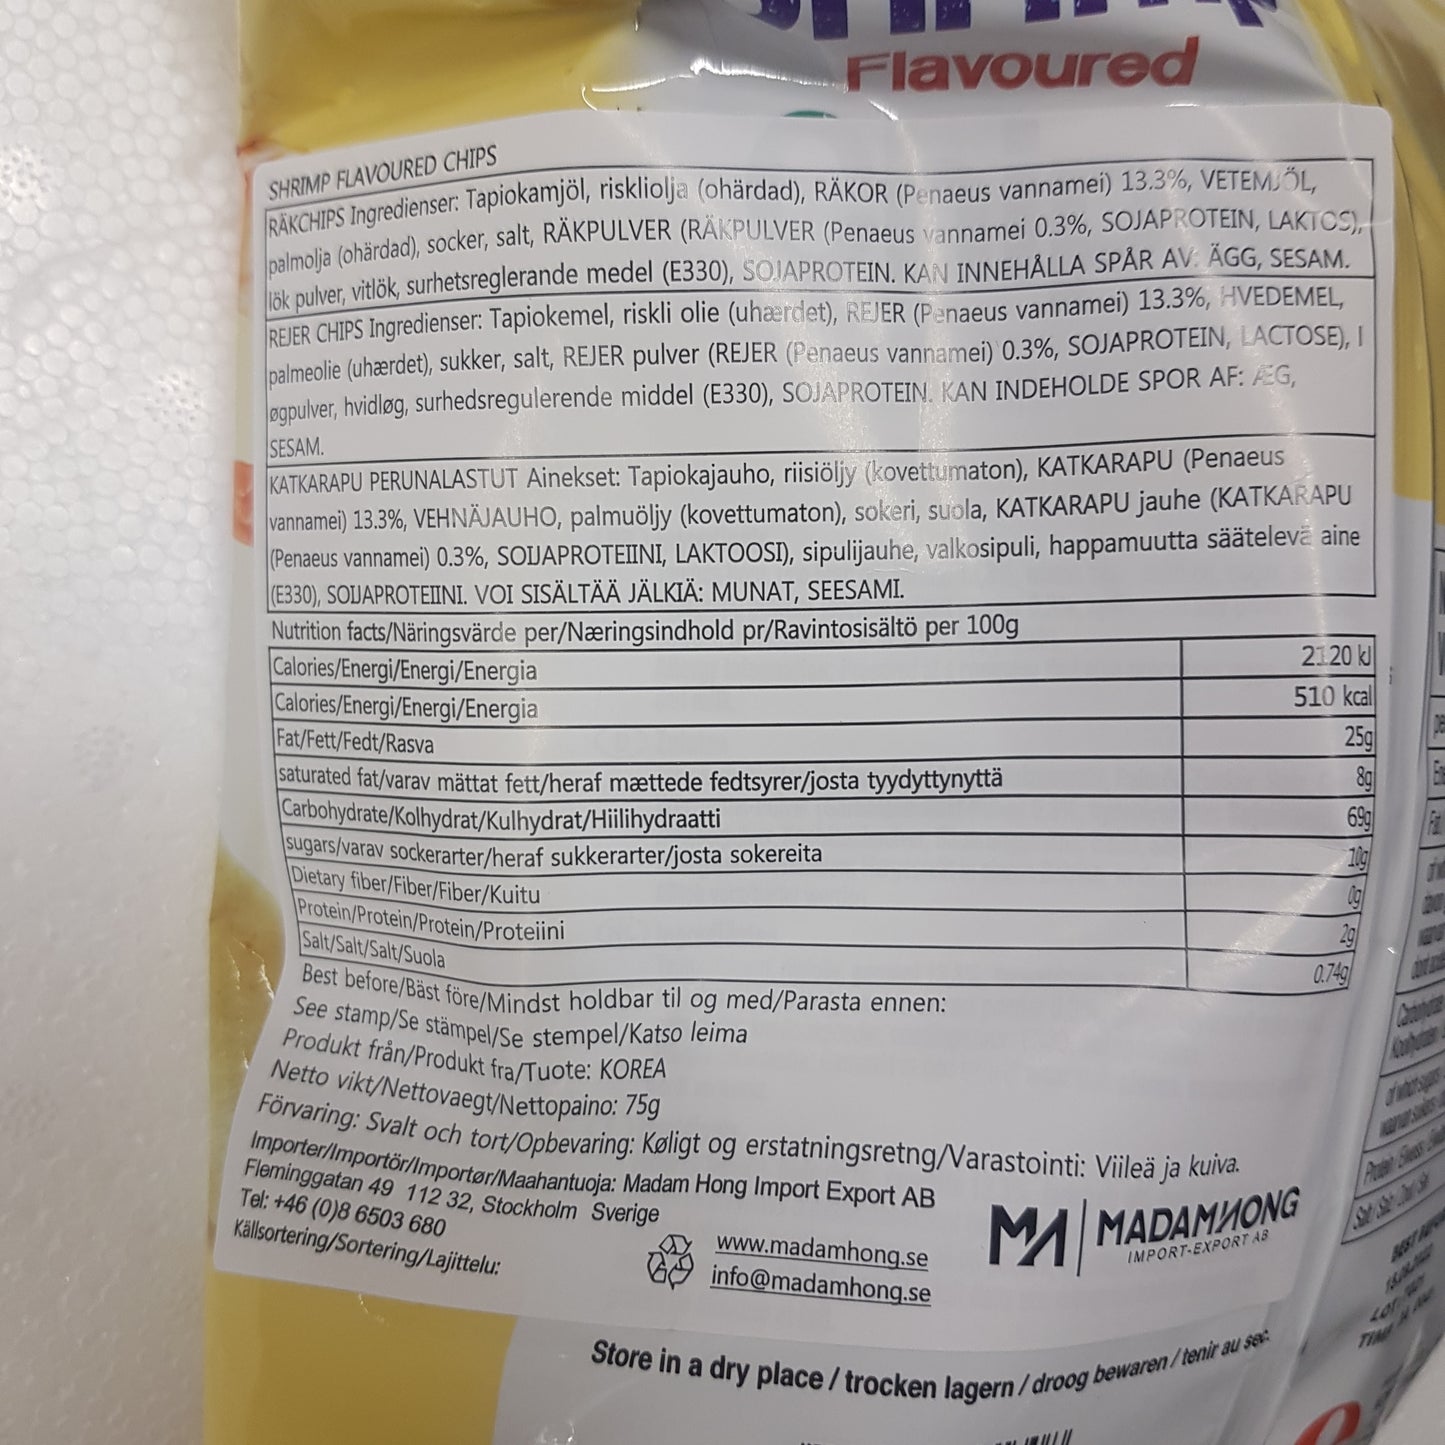 Flavoured
SHRIMP FLAVOURED CHIPS
RÄKCHIPS Ingredienser: Tapiokamjöl, riskliolja (ohärdad), RÄKOR (Penaeus vannamei) 13.3%, VETEMJÖL,
palmolja (ohärdad), socker, salt, RÄKPULVER (RÄKPULVER (Penaeus vannamei 0.3%, SOJAPROTEIN, LAKTOS),
lök pulver, vitlök, surhetsreglerande medel (E330), SOJAPROTEIN. KAN INNEHÅLLA SPÅR AV: ÄGG, SESAM.
REJER CHIPS Ingredienser: Tapiokemel, riskli olie (uhærdet), REJER (Penaeus vannamei) 13.3%, HVEDEMEL,
palmeolie (uhærdet), sukker, salt, REJER pulver (REJER (Penaeus vannamei) 0.3%, SOJAPROTEIN, LACTOSE), l
øgpulver, hvidløg, surhedsregulerende middel (E330), SOJAPROTEIN. KAN INDEHOLDE SPOR AF: ÆG,
SESAM.
KATKARAPU PERUNALASTUT Ainekset: Tapiokajauho, riisiöljy (kovettumaton), KATKARAPU (Penaeus
vannamei) 13.3%, VEHNÄJAUHO, palmuöljy (kovettumaton), sokeri, suola, KATKARAPU jauhe (KATKARAPU
(Penaeus vannamei) 0.3%, SOIJAPROTEIINI, LAKTOOSI), sipulijauhe, valkosipuli, happamuutta säätelevä aine
(E330), SOIJAPROTEIINI. VOI SISÄLTÄÄ JÄLKIÄ: MUNAT, SEESAMI.
Nutrition facts/Näringsvärde per/Næringsindhold pr/Ravintosisältö per 100g
Calories/Energi/Energi/Energia 2120 kJ
Calories/Energi/Energi/Energia 510 kcal
Fat/Fett/Fedt/Rasva 25g
saturated fat/varav mättat fett/heraf mættede fedtsyrer/josta tyydyttynyttä 8g
Carbohydrate/Kolhydrat/Kulhydrat/Hiilihydraatti 69g
sugars/varav sockerarter/heraf sukkerarter/josta sokereita 10g
Dietary fiber/Fiber/Fiber/Kuitu 0g
Protein/Protein/Protein/Proteiini 2g
Salt/Salt/Salt/Suola 0.74g
Best before/Bäst före/Mindst holdbar til og med/Parasta ennen:
See stamp/Se stämpel/Se stempel/Katso leima
Produkt från/Produkt fra/Tuote: KOREA
Netto vikt/Nettovaegt/Nettopaino: 75g
Förvaring: Svalt och tort/Opbevaring: Køligt og erstatningsretng/Varastointi: Viileä ja kuiva.
Importer/Importör/Importør/Maahantuoja: Madam Hong Import Export AB
Fleminggatan 49 112 32, Stockholm Sverige
Tel: +46 (0)8 6503 680
Källsortering/Sortering/Lajittelu:
www.madamhong.se
info@madamhong.se
MADAMHONG
IMPORT-EXPORT AB
Store in a dry place / trocken lagern / droog bewaren / tenir au sec.